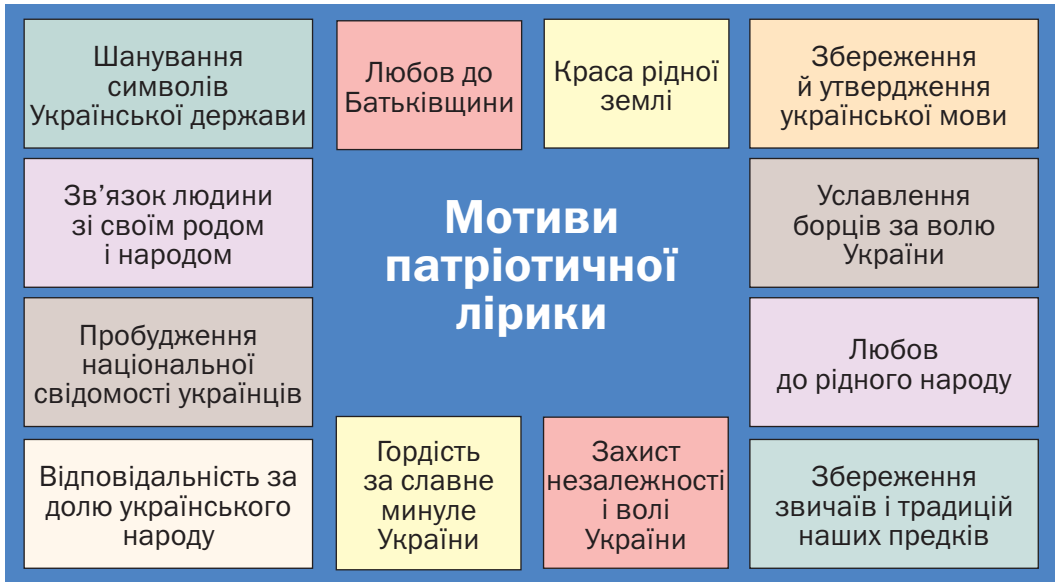 Шанування
символів
Української держави
Любов до
Батьківщини
Краса рідної
землі
Збереження
й утвердження
української мови
Зв’язок людини
зі своїм родом
і народом
Мотиви
патріотичної
лірики
Уславлення
борців за волю
України
Пробудження
національної
свідомості українців
Любов
до рідного народу
Відповідальність за
долю українського
народу
Гордість
за славне
минуле
України
Захист
незалежності
і волі
України
Збереження
звичаїв і традицій
наших предків